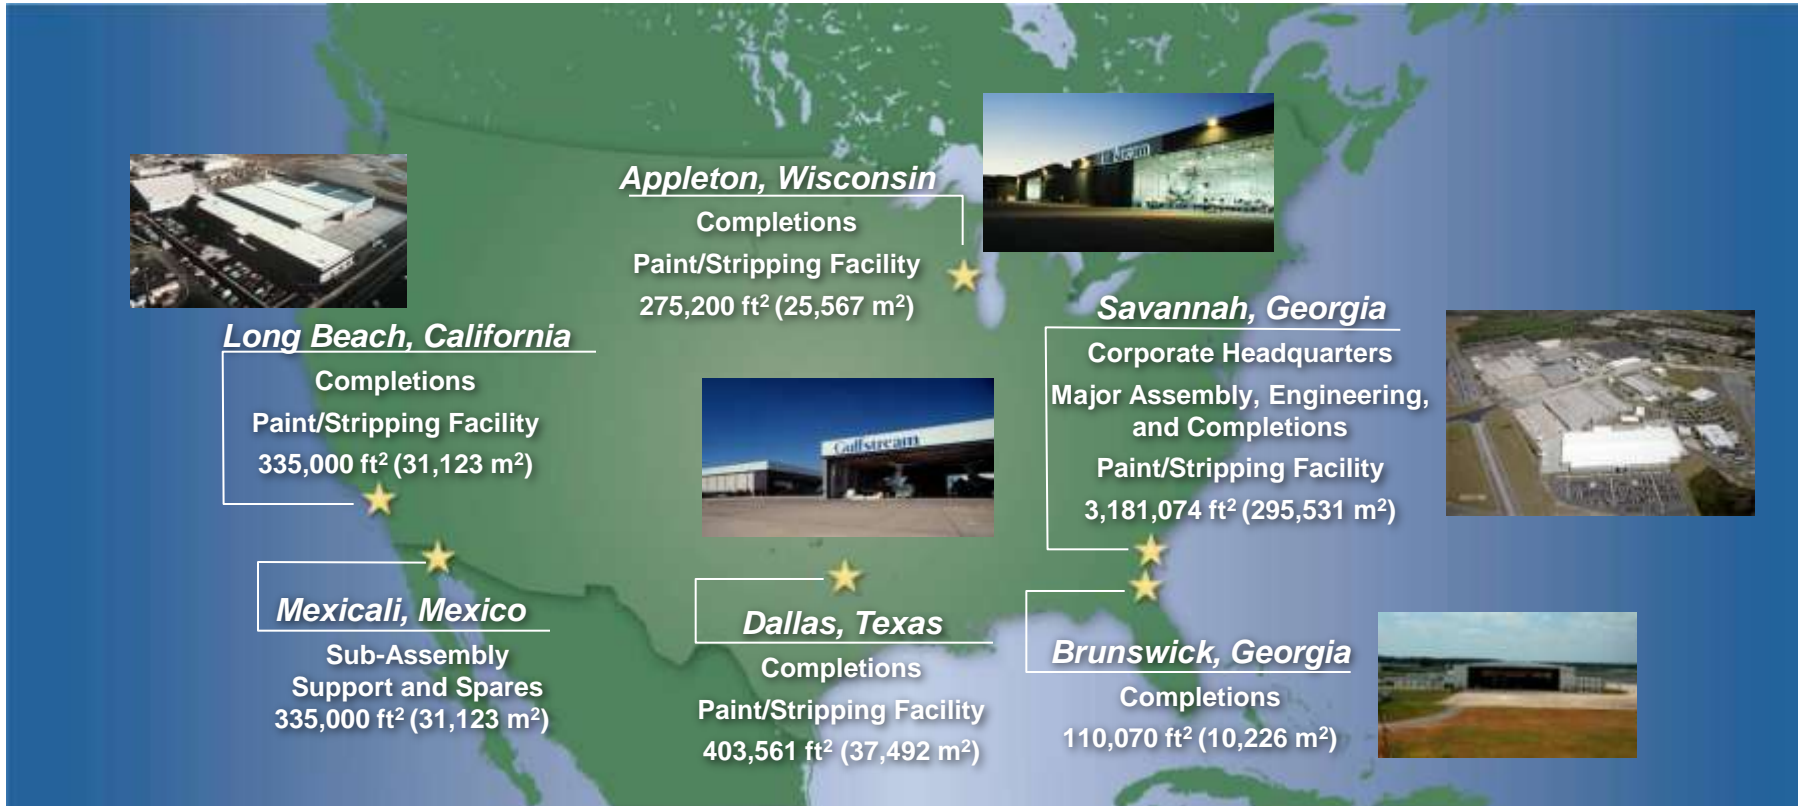 Appleton, Wisconsin
Completions
Paint/Stripping Facility
275,200 ft² (25,567 m²)
Long Beach, California
Completions
Paint/Stripping Facility
335,000 ft² (31,123 m²)
Savannah, Georgia
Corporate Headquarters
Major Assembly, Engineering,
and Completions
Paint/Stripping Facility
3,181,074 ft² (295,531 m²)
Gulfstream
Mexicali, Mexico
Sub-Assembly
Support and Spares
335,000 ft² (31,123 m²)
Dallas, Texas
Completions
Paint/Stripping Facility
403,561 ft² (37,492 m²)
Brunswick, Georgia
Completions
110,070 ft² (10,226 m²)